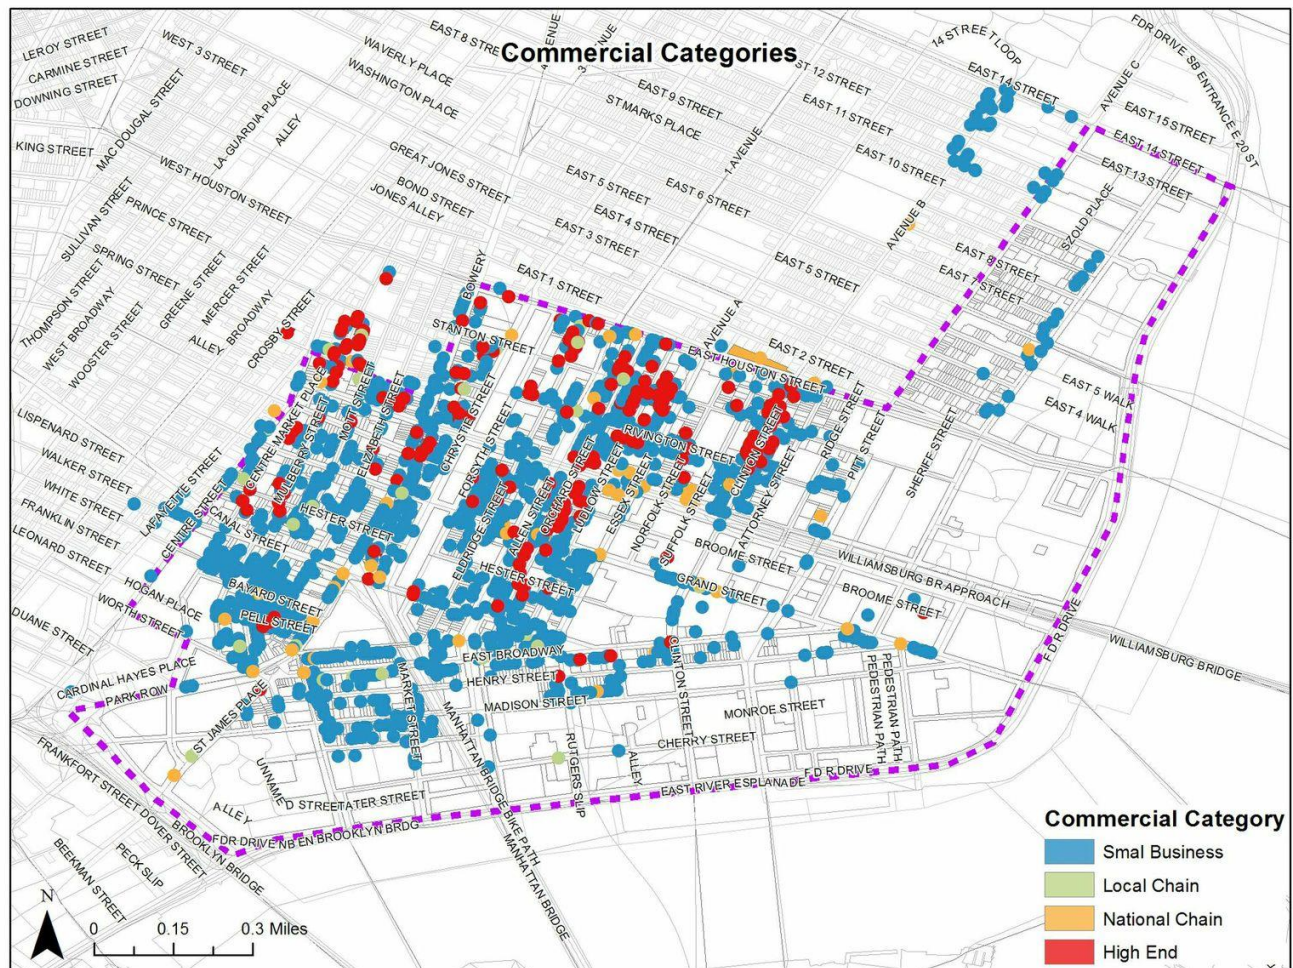 Commercial Categories
LEROY STREET
CARMINE STREET
DOWNING STREET
WEST 3 STREET
MAC DOUGAL STREET
LA-GUARDIA-PLACE
ALLEY
WAVERLY PLACE
WASHINGTON PLACE
EAST 8 STRE
EAST 9 STREET
ST MARKS PLACE
ST 12 STREET
EAST 11 STREET
EAST 10 STREET
14 STREET LOOP
EAST 14 STREET
AVENUE C
FDR DRIVE SB ENTRANCE E 20 ST
EAST 15 STREET
EAST 14 STREET
EAST 13 STREET
KING STREET
WEST HOUSTON STREET
PRINCE STREET
SULLIVAN STREET
SPRING STREET
THOMPSON STREET
WEST BROADWAY
WOOSTER STREET
GREENE STREET
MERCER STREET
ALLEY
BROADWAY
CROSBY STREET
GREAT JONES STREET
BOND STREET
JONES ALLEY
EAST 5 STREET
EAST 4 STREET
EAST 3 STREET
EAST 6 STREET
1 AVENUE
AVENUE B
EAST 5 STREET
SZOLD PLACE
EAST 8 STREET
EAST 7 STREET
BOWERY
EAST 1 STREET
STANTON STREET
AVENUE A
EAST 2 STREET
EAST HOUSTON STREET
EAST 5 WALK
EAST 4 WALK
LISPENARD STREET
WALKER STREET
WHITE STREET
FRANKLIN STREET
LEONARD STREET
LAFAYETTE STREET
CENTRE STREET
CENTRE MARKET PLACE
MULBERRY STREET
MOTT STREET
ELIZABETH STREET
CHRYSTIE STREET
FORSYTH STREET
ELDRIDGE STREET
ALLEN STREET
ORCHARD STREET
LUDLOW STREET
ESSEX STREET
NORFOLK STREET
SUFFOLK STREET
CLINTON STREET
ATTORNEY STREET
RIDGE STREET
PITT STREET
SHERIFF STREET
RIVINGTON STREET
HESTER STREET
CANAL STREET
BAYARD STREET
PELL STREET
HESTER STREET
BROOME STREET
GRAND STREET
WILLIAMSBURG BR APPROACH
BROOME STREET
WILLIAMSBURG BRIDGE
F D R DRIVE
HOGAN PLACE
WORTH STREET
DUANE STREET
CARDINAL HAYES PLACE
PARK ROW
ST JAMES PLACE
EAST BROADWAY
HENRY STREET
MADISON STREET
MARKET STREET
CLINTON STREET
MONROE STREET
CHERRY STREET
PEDESTRIAN PATH
PEDESTRIAN PATH
RUTGERS SLIP
ALLEY
F D R DRIVE
EAST RIVER ESPLANADE
MANHATTAN BRIDGE BIKE PATH
MANHATTAN BRIDGE
UNNAME
D STREET
ATER STREET
ALLEY
FDR DRIVE NB EN BROOKLYN BRDG
FRANKFORT STREET
DOVER STREET
BROOKLYN BRIDGE
PECK SLIP
BEEKMAN STREET
N
0 0.15 0.3 Miles
Commercial Category
Smal Business
Local Chain
National Chain
High End